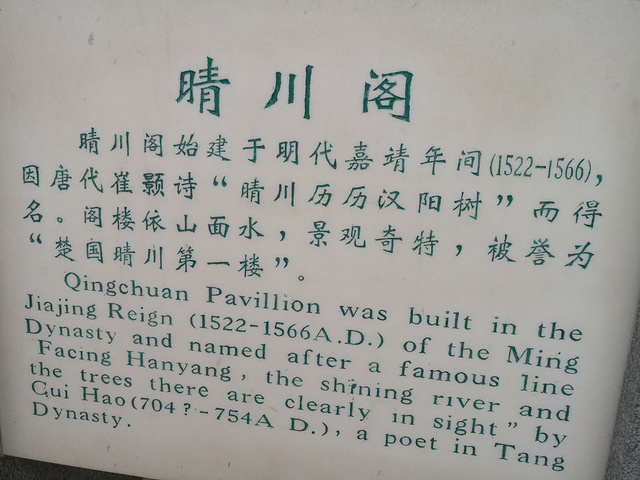 晴川阁
晴川阁始建于明代嘉靖年间(1522-1566),
因唐代崔颢诗“晴川历历汉阳树”而得
名。阁楼依山面水，景观奇特，被誉为
“楚国晴川第一楼”。
Qingchuan Pavillion was built in the
Jiajing Reign (1522-1566A.D.) of the Ming
Dynasty and named after a famous line
"Facing Hanyang, the shining river and
the trees there are clearly in sight" by
Cui Hao(704?-754A D.), a poet in Tang
Dynasty.